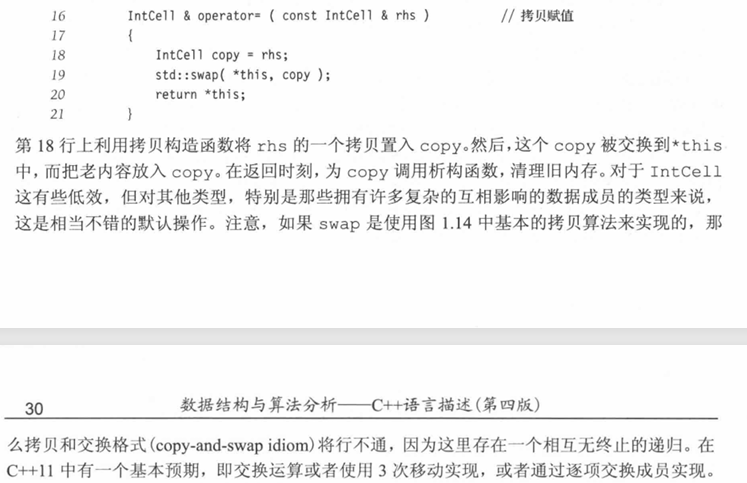 16 IntCell & operator= ( const IntCell & rhs ) // 拷贝赋值
17 {
18 IntCell copy = rhs;
19 std::swap( *this, copy );
20 return *this;
21 }
第 18 行上利用拷贝构造函数将 rhs 的一个拷贝置入 copy。然后，这个 copy 被交换到*this
中，而把老内容放入 copy。在返回时刻，为 copy 调用析构函数，清理旧内存。对于 IntCell
这有些低效，但对其他类型，特别是那些拥有许多复杂的互相影响的数据成员的类型来说，
这是相当不错的默认操作。注意，如果 swap 是使用图 1.14 中基本的拷贝算法来实现的，那
30 数据结构与算法分析——C++语言描述(第四版)
么拷贝和交换格式(copy-and-swap idiom)将行不通，因为这里存在一个相互无终止的递归。在
C++11 中有一个基本预期，即交换运算或者使用 3 次移动实现，或者通过逐项交换成员实现。